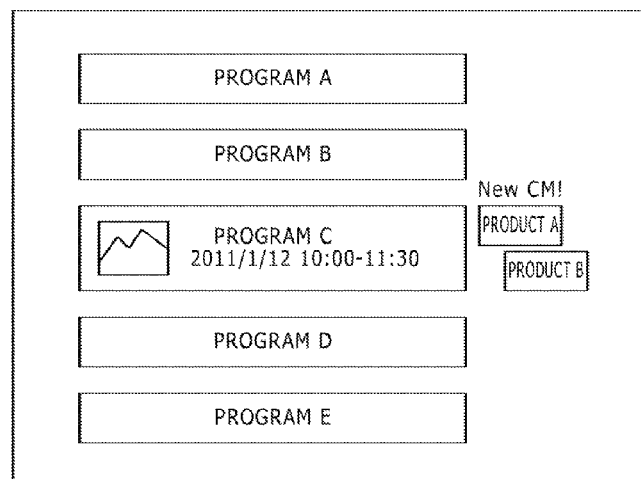 PROGRAM A
PROGRAM B
New CM!
PROGRAM C
2011/1/12 10:00-11:30
PRODUCT A
PRODUCT B
PROGRAM D
PROGRAM E